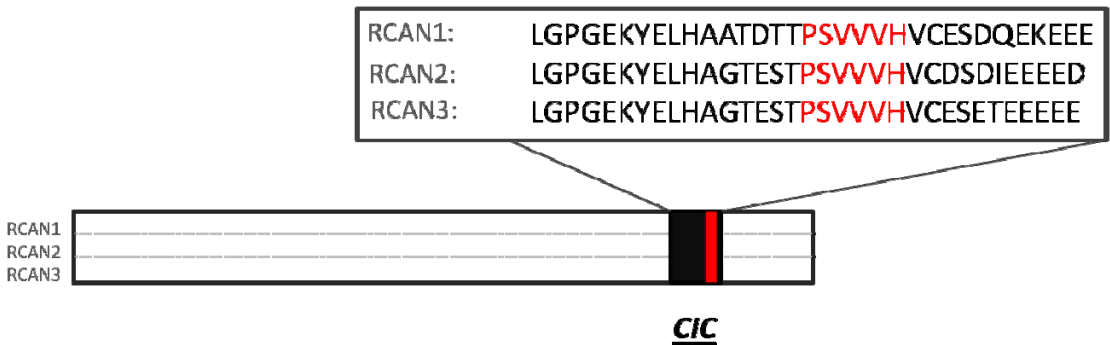 RCAN1: LGPGEKYELHAATDTTPSVVVHVCESDQEKEEE
RCAN2: LGPGEKYELHAGTESTPSVVVHVCDSDIEEEED
RCAN3: LGPGEKYELHAGTESTPSVVVHVCESETEEEEE
RCAN1
RCAN2
RCAN3
CIC